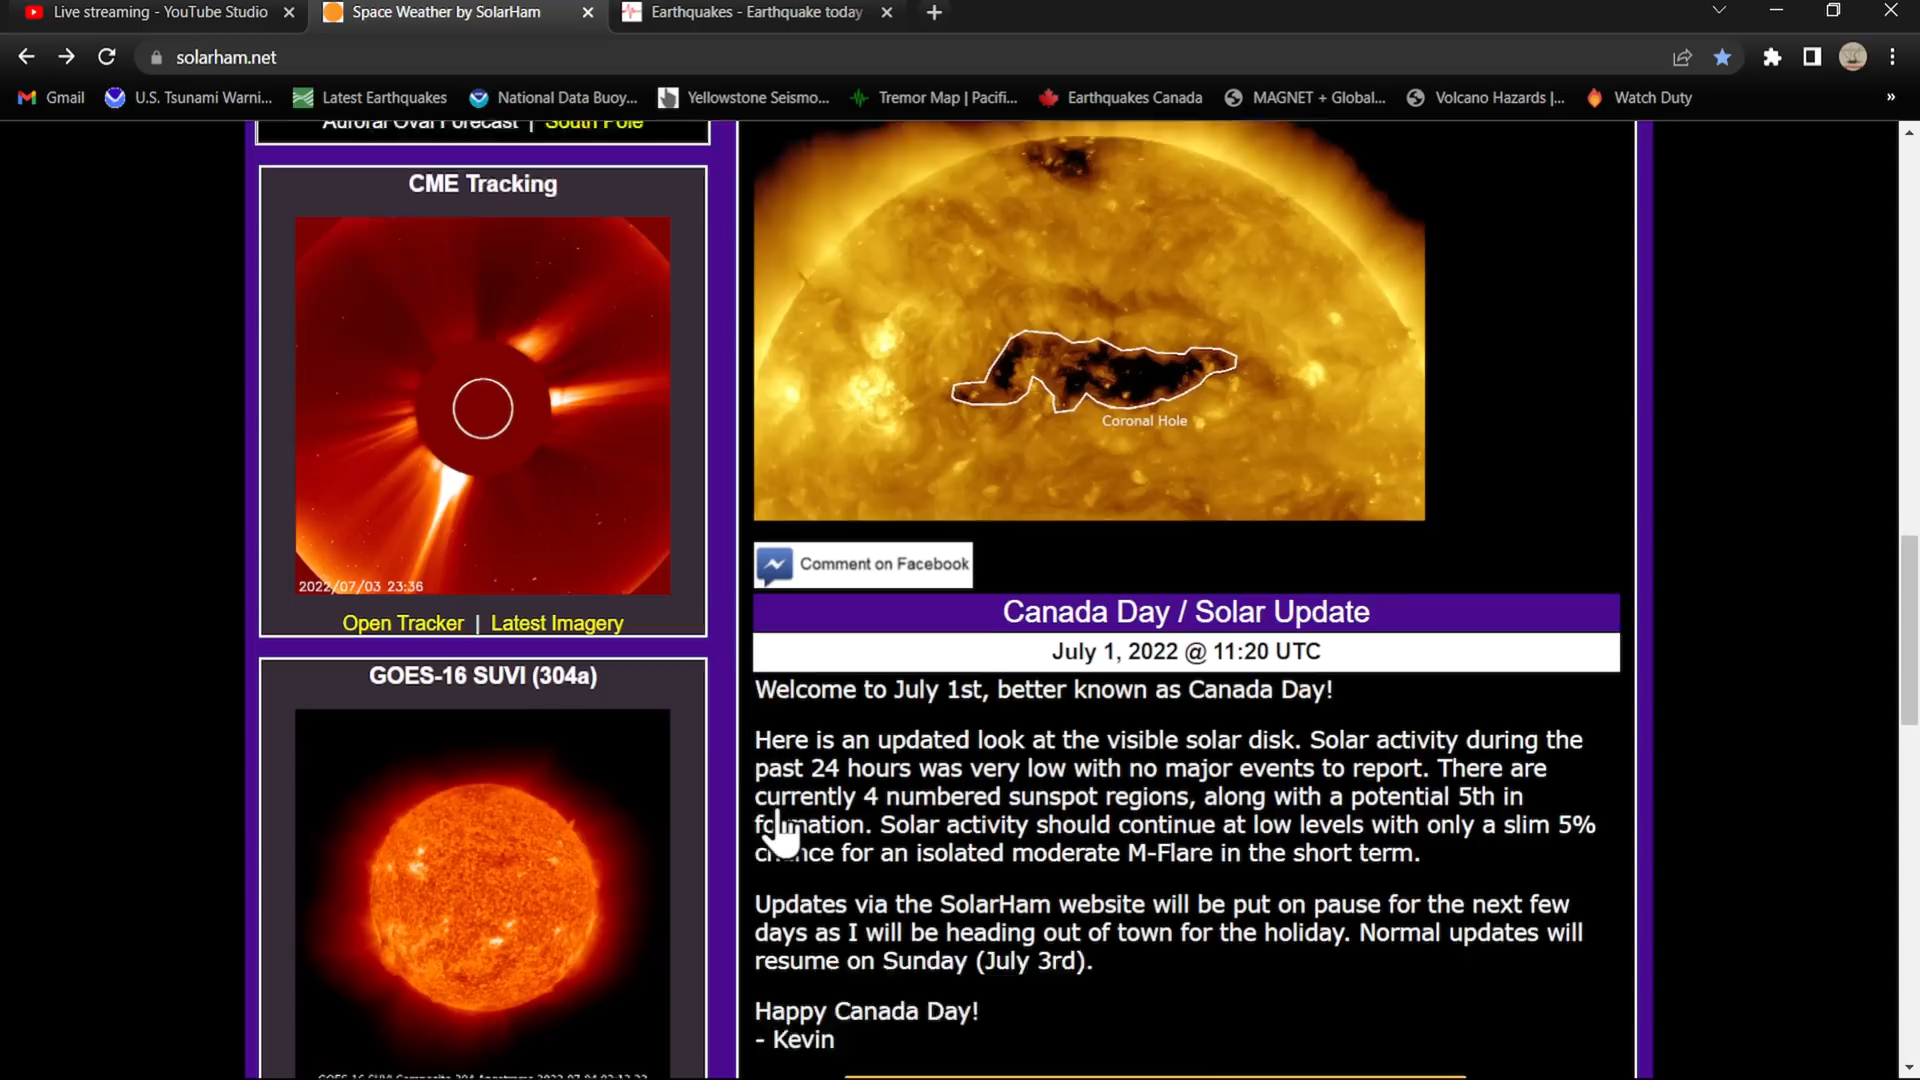 Live streaming - YouTube Studio
Space Weather by SolarHam
Earthquakes - Earthquake today
solarham.net
Gmail
U.S. Tsunami Warni...
Latest Earthquakes
National Data Buoy...
Yellowstone Seismo...
Tremor Map | Pacifi...
Earthquakes Canada
MAGNET + Global...
Volcano Hazards |...
Watch Duty
»
Auroral Oval Forecast | South Pole
CME Tracking
2022/07/03 23:36
Open Tracker | Latest Imagery
GOES-16 SUVI (304a)
Coronal Hole
Comment on Facebook
Canada Day / Solar Update
July 1, 2022 @ 11:20 UTC
Welcome to July 1st, better known as Canada Day!
Here is an updated look at the visible solar disk. Solar activity during the
past 24 hours was very low with no major events to report. There are
currently 4 numbered sunspot regions, along with a potential 5th in
formation. Solar activity should continue at low levels with only a slim 5%
chance for an isolated moderate M-Flare in the short term.
Updates via the SolarHam website will be put on pause for the next few
days as I will be heading out of town for the holiday. Normal updates will
resume on Sunday (July 3rd).
Happy Canada Day!
- Kevin